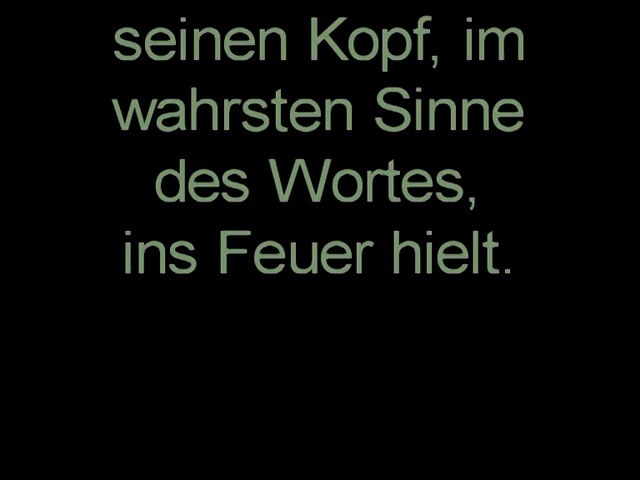 seinen Kopf, im
wahrsten Sinne
des Wortes,
ins Feuer hielt.